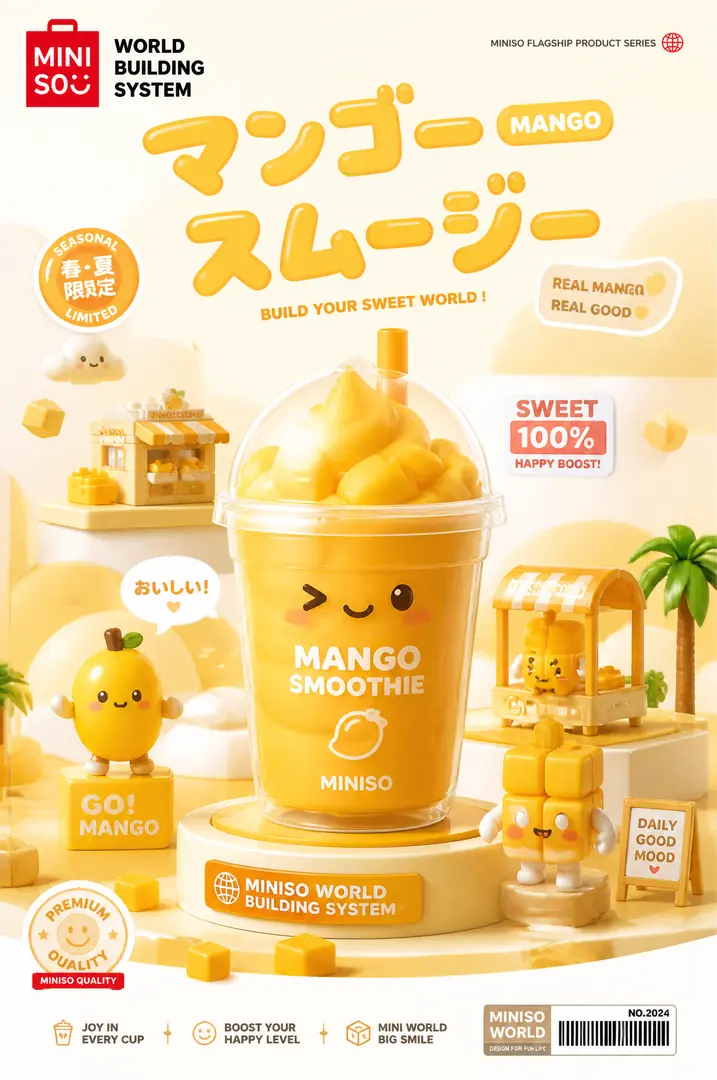 MINI
SO
WORLD
BUILDING
SYSTEM
MINISO FLAGSHIP PRODUCT SERIES
マンゴー
MANGO
スムージー
BUILD YOUR SWEET WORLD !
SEASONAL
春・夏
限定
LIMITED
REAL MANGO
REAL GOOD
SWEET
100%
HAPPY BOOST!
おいしい!
MANGO
SMOOTHIE
MINISO
GO!
MANGO
DAILY
GOOD
MOOD
MINISO WORLD
BUILDING SYSTEM
PREMIUM
QUALITY
MINISO QUALITY
JOY IN
EVERY CUP
BOOST YOUR
HAPPY LEVEL
MINI WORLD
BIG SMILE
MINISO
WORLD
DESIGN FOR FUN LIFE
NO.2024